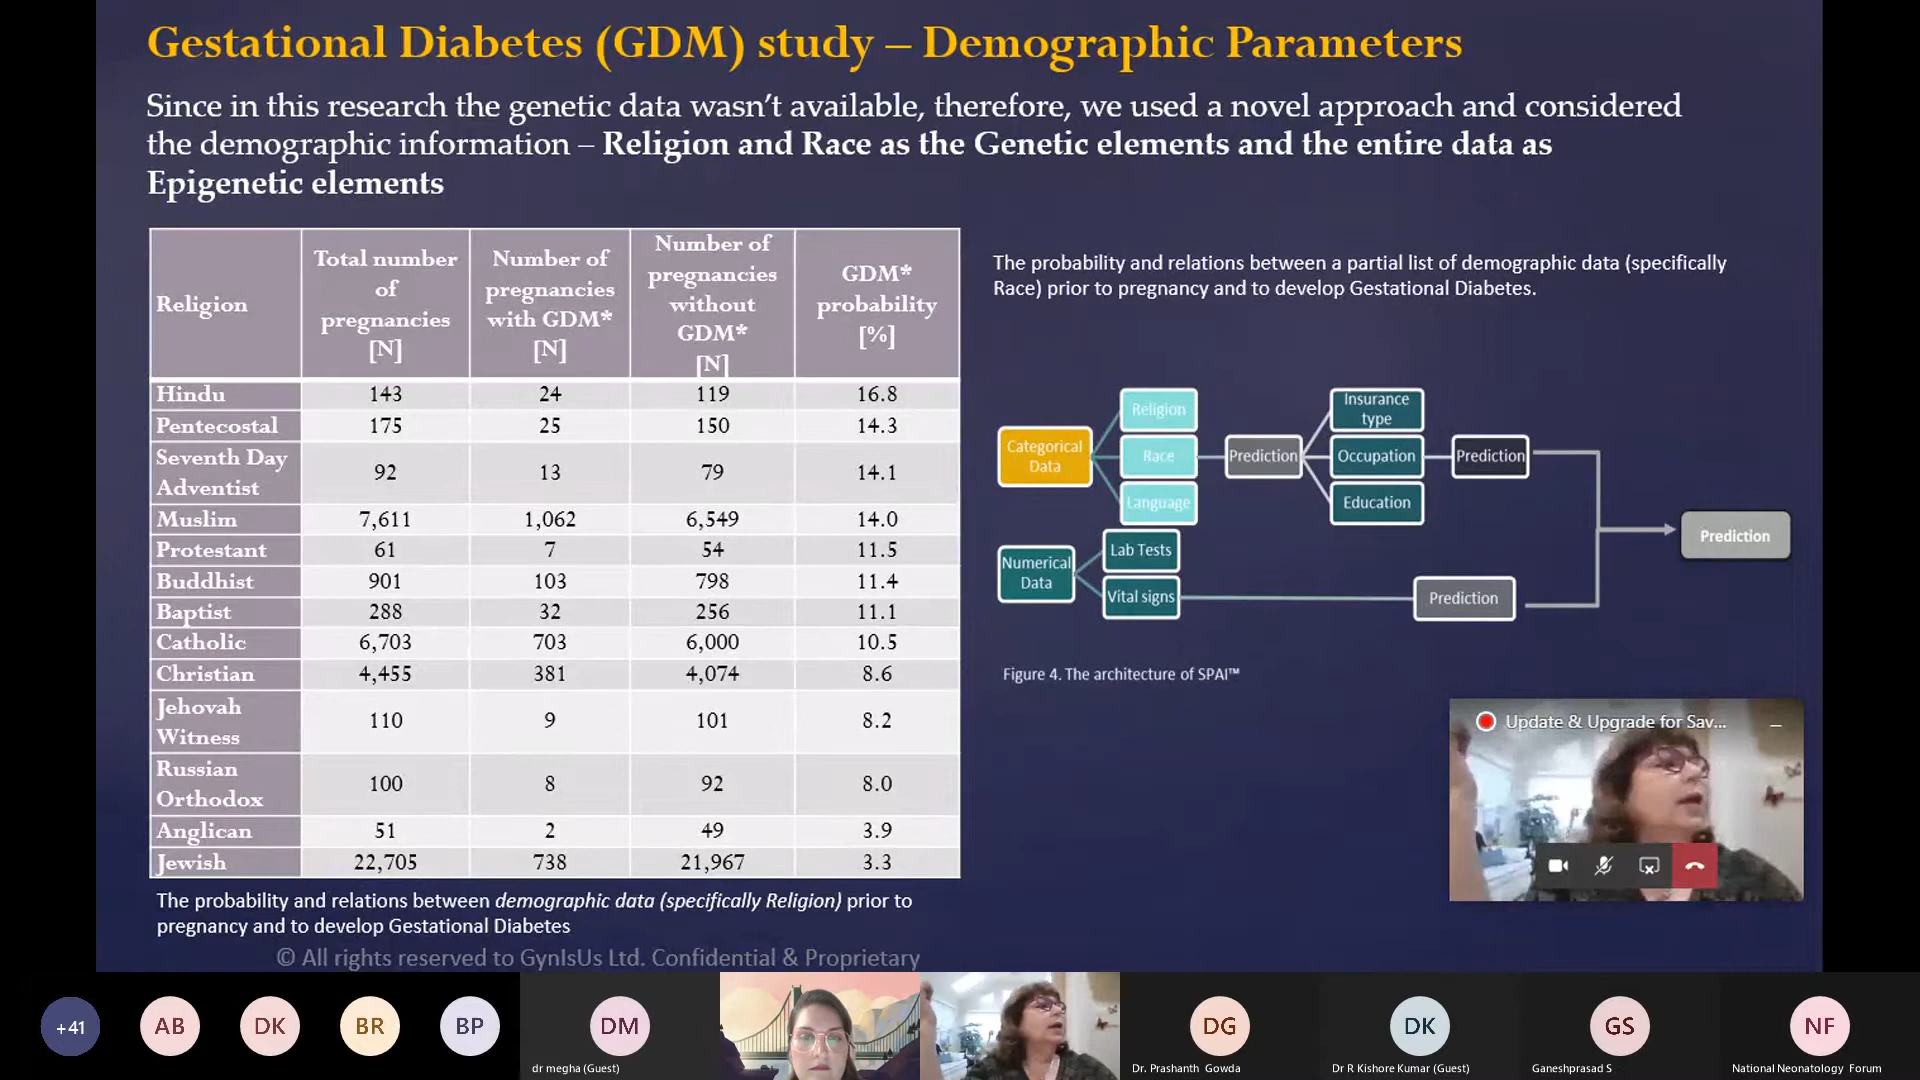 Gestational Diabetes (GDM) study – Demographic Parameters
Since in this research the genetic data wasn't available, therefore, we used a novel approach and considered
the demographic information – Religion and Race as the Genetic elements and the entire data as
Epigenetic elements
Religion
Total number
of
pregnancies
[N]
Number of
pregnancies
with GDM*
[N]
Number of
pregnancies
without
GDM*
[N]
GDM*
probability
[%]
Hindu 143 24 119 16.8
Pentecostal 175 25 150 14.3
Seventh Day
Adventist 92 13 79 14.1
Muslim 7,611 1,062 6,549 14.0
Protestant 61 7 54 11.5
Buddhist 901 103 798 11.4
Baptist 288 32 256 11.1
Catholic 6,703 703 6,000 10.5
Christian 4,455 381 4,074 8.6
Jehovah
Witness 110 9 101 8.2
Russian
Orthodox 100 8 92 8.0
Anglican 51 2 49 3.9
Jewish 22,705 738 21,967 3.3
The probability and relations between demographic data (specifically Religion) prior to
pregnancy and to develop Gestational Diabetes
The probability and relations between a partial list of demographic data (specifically
Race) prior to pregnancy and to develop Gestational Diabetes.
Categorical
Data
Religion
Race
Language
Prediction
Insurance
type
Occupation
Education
Prediction
Numerical
Data
Lab Tests
Vital signs
Prediction
Prediction
Figure 4. The architecture of SPAI™
Update & Upgrade for Sav...
© All rights reserved to GynIsUs Ltd. Confidential & Proprietary
+41
AB
DK
BR
BP
DM
dr megha (Guest)
DG
Dr. Prashanth Gowda
DK
Dr R Kishore Kumar (Guest)
GS
Ganeshprasad S
NF
National Neonatology Forum